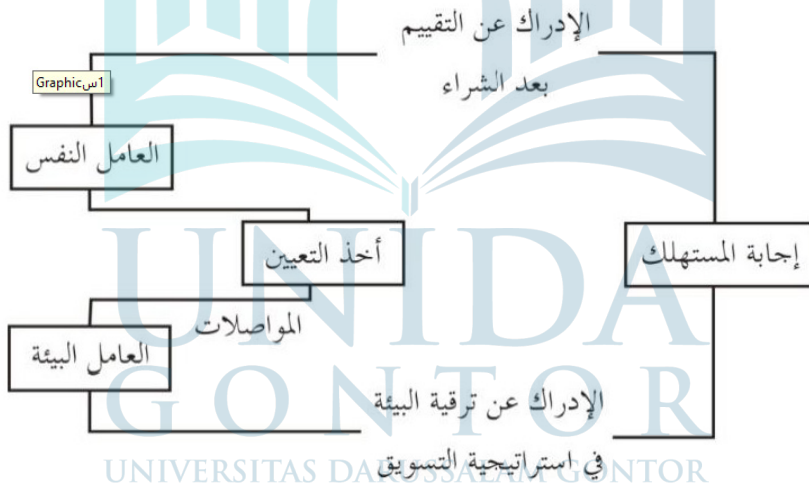 الإدراك عن التقييم
بعد الشراء
Graphicس1
العامل النفس
أخذ التعيين
إجابة المستهلك
المواصلات
العامل البيئة
الإدراك عن ترقية البيئة
في استراتيجية التسويق
UNIDA
GONTOR
UNIVERSITAS DARUSSALAM GONTOR